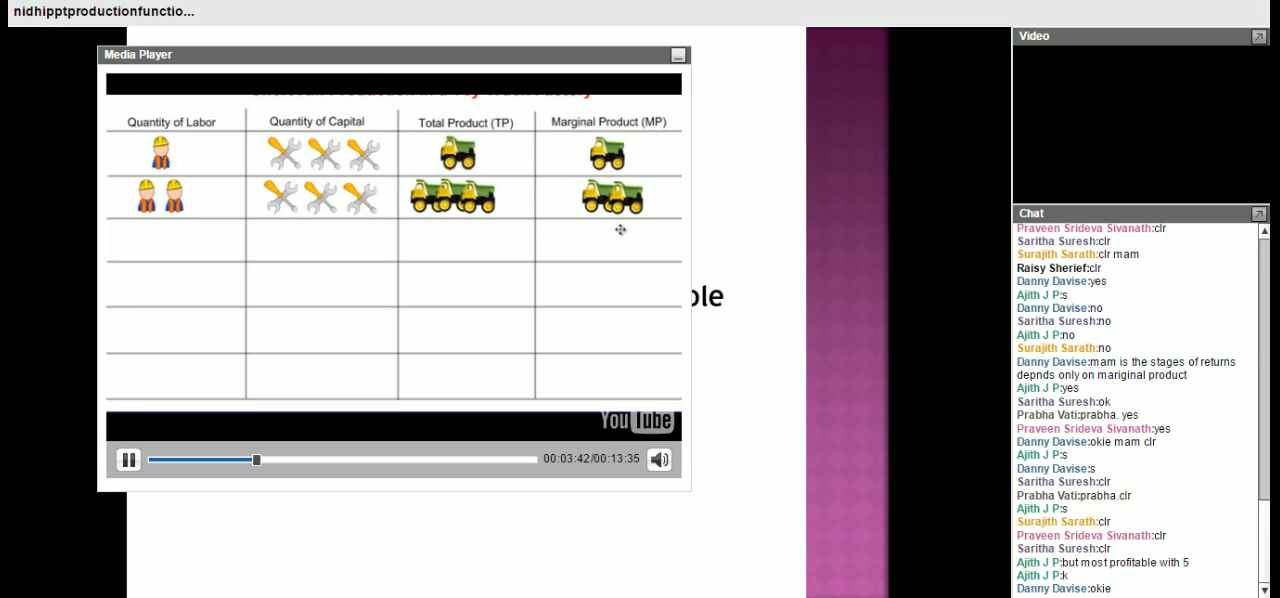 nidhipptproductionfunctio...
Media Player
Quantity of Labor
Quantity of Capital
Total Product (TP)
Marginal Product (MP)
YouTube
00:03:42/00:13:35
Video
Chat
Praveen Srideva Sivanath:clr
Saritha Suresh:clr
Surajith Sarath:clr mam
Raisy Sherief:clr
Danny Davise:yes
Ajith J P:s
Danny Davise:no
Saritha Suresh:no
Ajith J P:no
Surajith Sarath:no
Danny Davise:mam is the stages of returns
depnds only on mariginal product
Ajith J P:yes
Saritha Suresh:ok
Prabha Vati:prabha. yes
Praveen Srideva Sivanath:yes
Danny Davise:okie mam clr
Ajith J P:s
Danny Davise:s
Saritha Suresh:clr
Prabha Vati:prabha.clr
Ajith J P:s
Surajith Sarath:clr
Praveen Srideva Sivanath:clr
Saritha Suresh:clr
Ajith J P:but most profitable with 5
Ajith J P:k
Danny Davise:okie